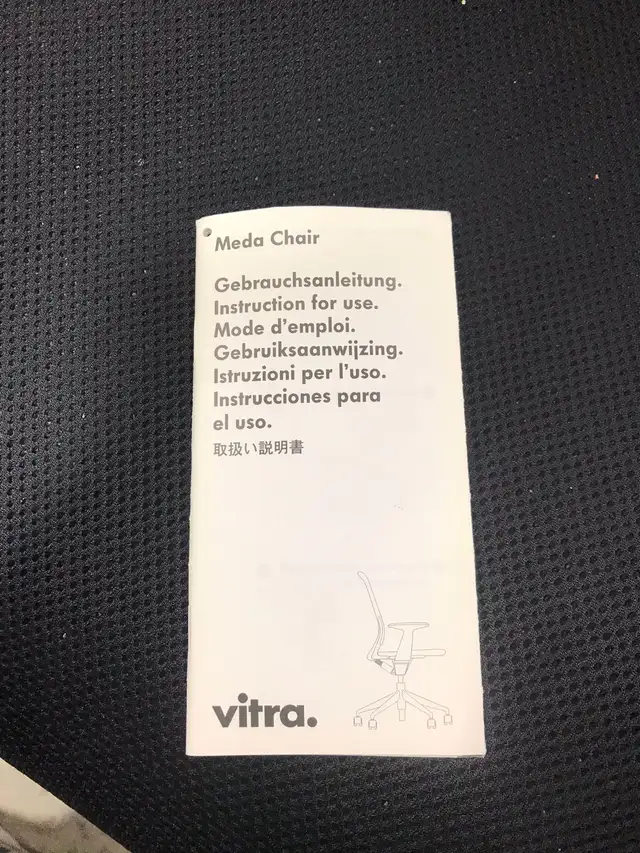 Meda Chair
Gebrauchsanleitung.
Instruction for use.
Mode d'emploi.
Gebruiksaanwijzing.
Istruzioni per l'uso.
Instrucciones para
el uso.
取扱い説明書
vitra.